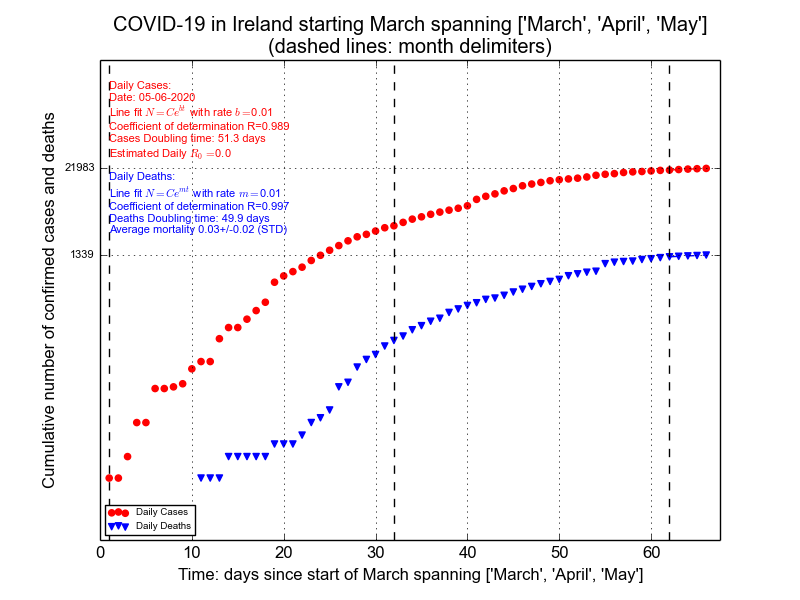 COVID-19 in Ireland starting March spanning ['March', 'April', 'May']
(dashed lines: month delimiters)
Daily Cases:
Date: 05-06-2020
Line fit N=Ce^{bt} with rate b=0.01
Coefficient of determination R=0.989
Cases Doubling time: 51.3 days
Estimated Daily R_0=0.0
Daily Deaths:
Line fit N=Ce^{mt} with rate m=0.01
Coefficient of determination R=0.997
Deaths Doubling time: 49.9 days
Average mortality 0.03+/-0.02 (STD)
Cumulative number of confirmed cases and deaths
21983
1339
Daily Cases
Daily Deaths
0 10 20 30 40 50 60
Time: days since start of March spanning ['March', 'April', 'May']